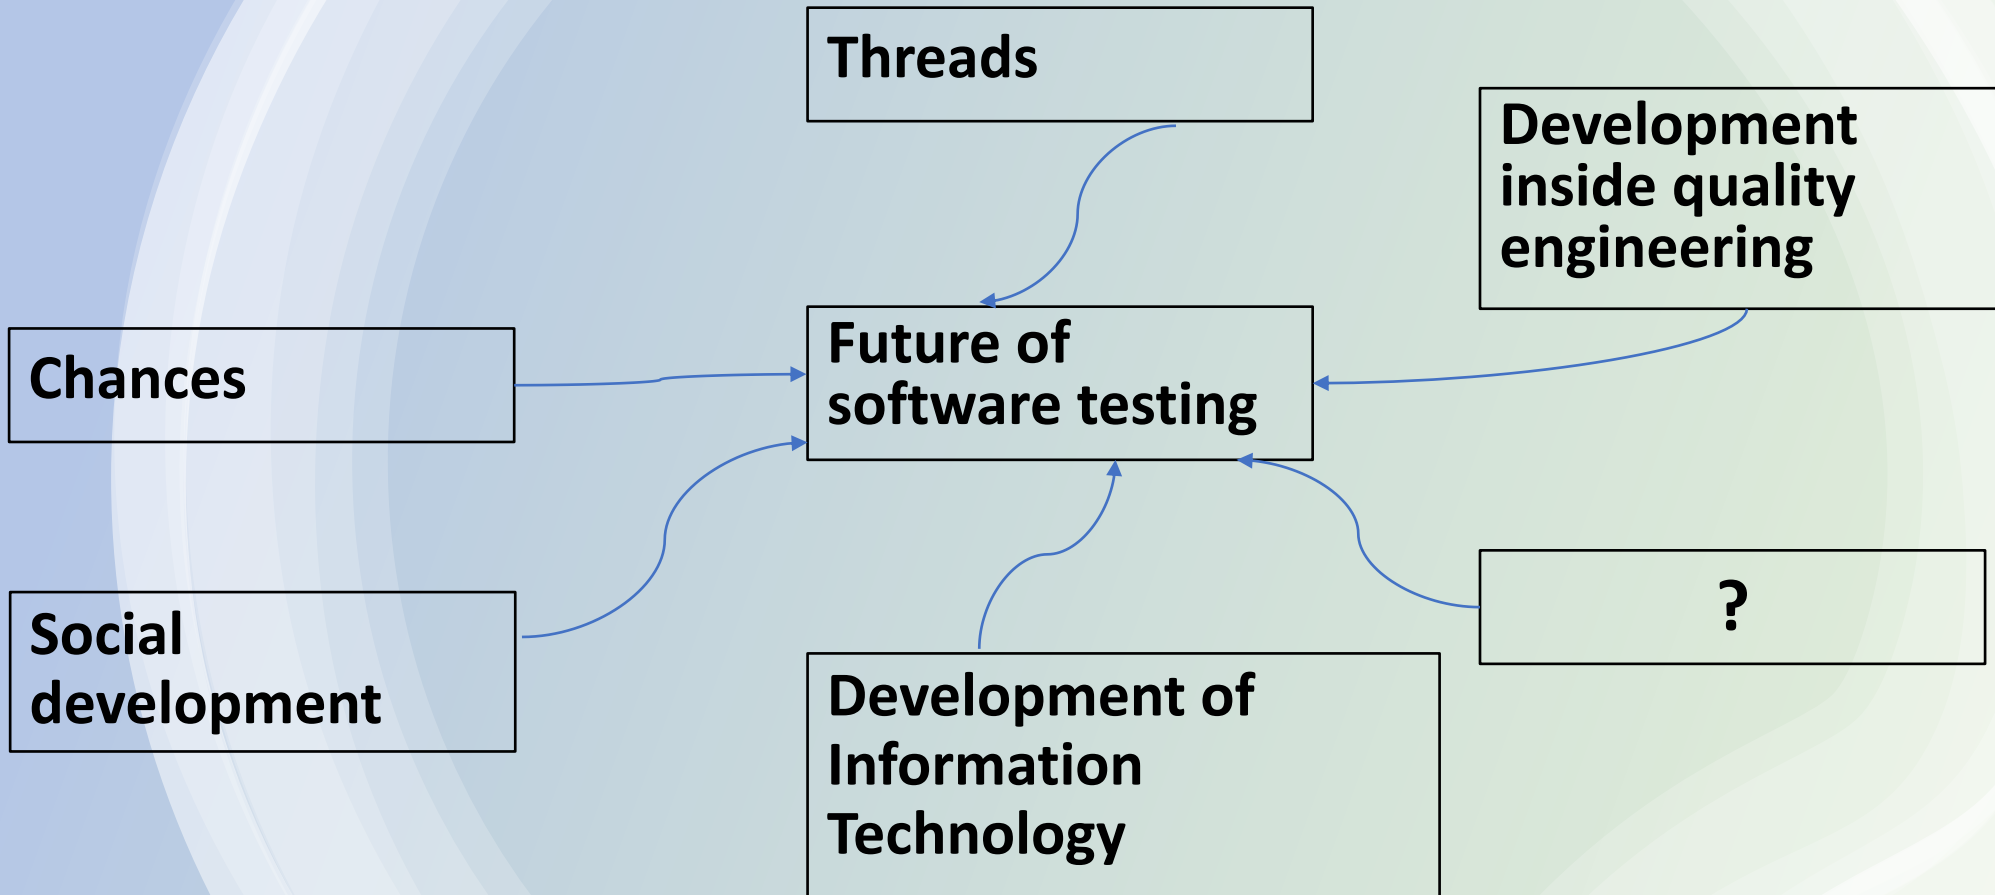 Threads
Development
inside quality
engineering
Future of
software testing
Chances
?
Social
development
Development of
Information
Technology